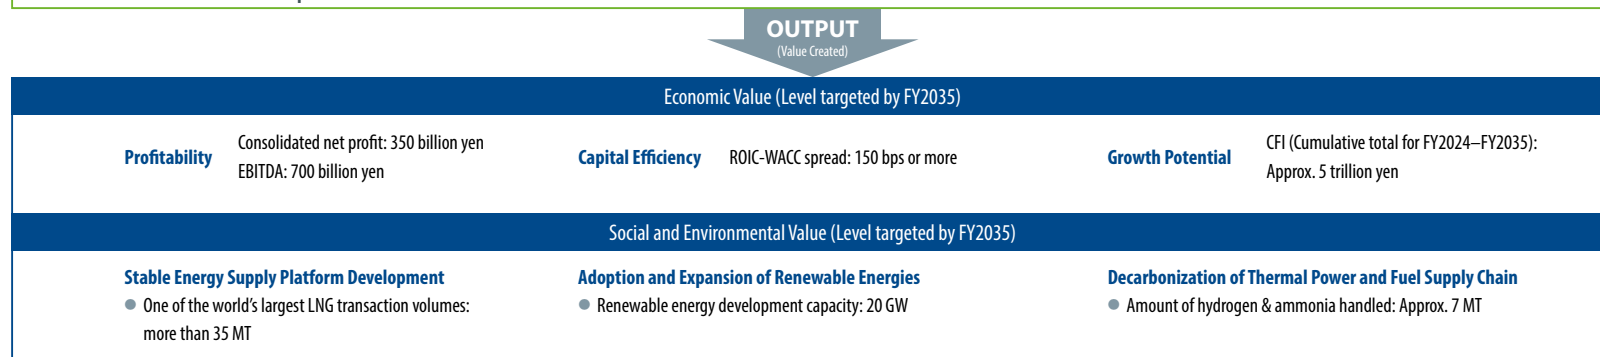 OUTPUT
(Value Created)
Economic Value (Level targeted by FY2035)
Profitability
Consolidated net profit: 350 billion yen
EBITDA: 700 billion yen
Capital Efficiency
ROIC-WACC spread: 150 bps or more
Growth Potential
CFI (Cumulative total for FY2024–FY2035):
Approx. 5 trillion yen
Social and Environmental Value (Level targeted by FY2035)
Stable Energy Supply Platform Development
● One of the world’s largest LNG transaction volumes:
more than 35 MT
Adoption and Expansion of Renewable Energies
● Renewable energy development capacity: 20 GW
Decarbonization of Thermal Power and Fuel Supply Chain
● Amount of hydrogen & ammonia handled: Approx. 7 MT